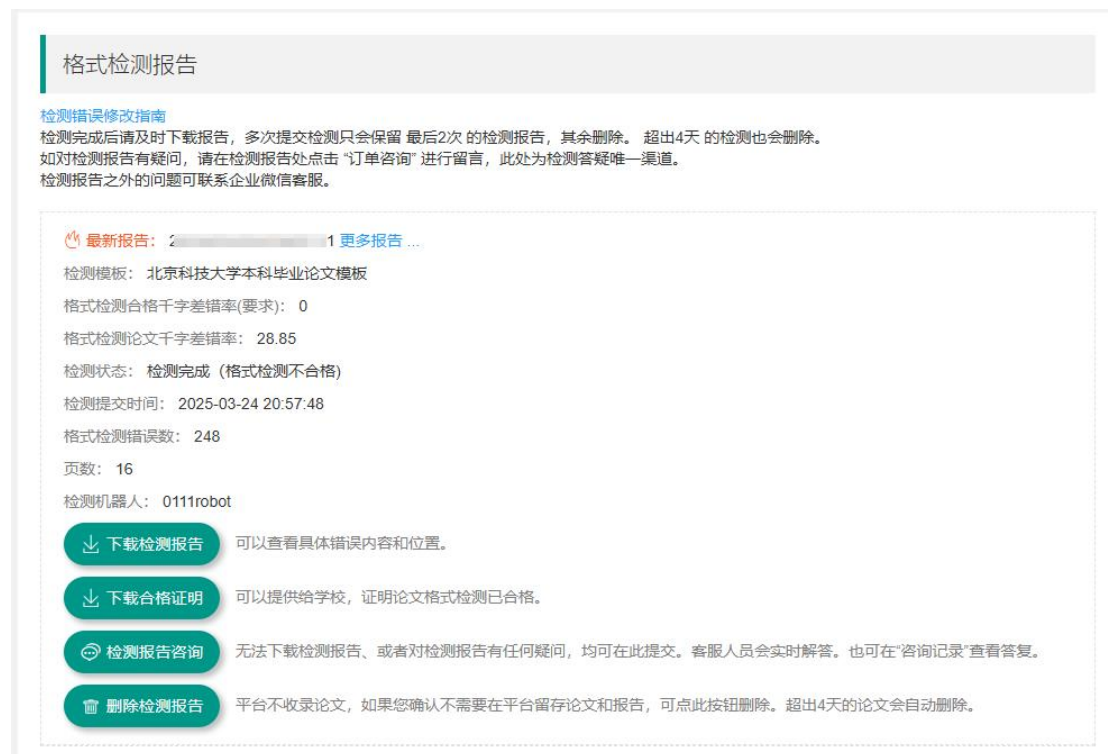 格式检测报告
检测错误修改指南
检测完成后请及时下载报告，多次提交检测只会保留 最后2次 的检测报告，其余删除。 超出4天 的检测也会删除。
如对检测报告有疑问，请在检测报告处点击 “订单咨询” 进行留言，此处为检测答疑唯一渠道。
检测报告之外的问题可联系企业微信客服。
最新报告： 2 1 更多报告 ...
检测模板： 北京科技大学本科毕业论文模板
格式检测合格千字差错率(要求)： 0
格式检测论文千字差错率： 28.85
检测状态： 检测完成（格式检测不合格)
检测提交时间： 2025-03-24 20:57:48
格式检测错误数： 248
页数： 16
检测机器人： 0111robot
下载检测报告 可以查看具体错误内容和位置。
下载合格证明 可以提供给学校，证明论文格式检测已合格。
检测报告咨询 无法下载检测报告、或者对检测报告有任何疑问，均可在此提交。客服人员会实时解答。也可在“咨询记录”查看答复。
删除检测报告 平台不收录论文，如果您确认不需要在平台留存论文和报告，可点此按钮删除。超出4天的论文会自动删除。